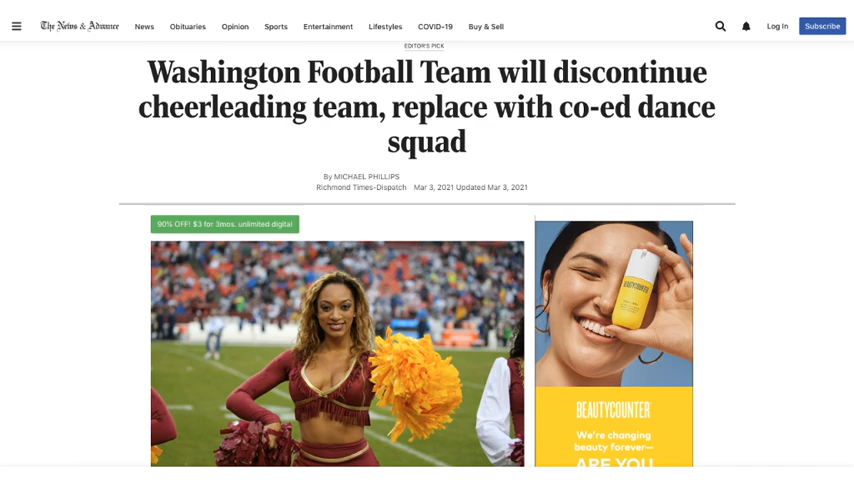 The News & Advance
News Obituaries Opinion Sports Entertainment Lifestyles COVID-19 Buy & Sell
Log In Subscribe
EDITOR'S PICK
Washington Football Team will discontinue
cheerleading team, replace with co-ed dance
squad
By MICHAEL PHILLIPS
Richmond Times-Dispatch Mar 3, 2021 Updated Mar 3, 2021
90% OFF! $3 for 3mos. unlimited digital
BEAUTYCOUNTER
BEAUTYCOUNTER
We're changing
beauty forever—
ARE YOU